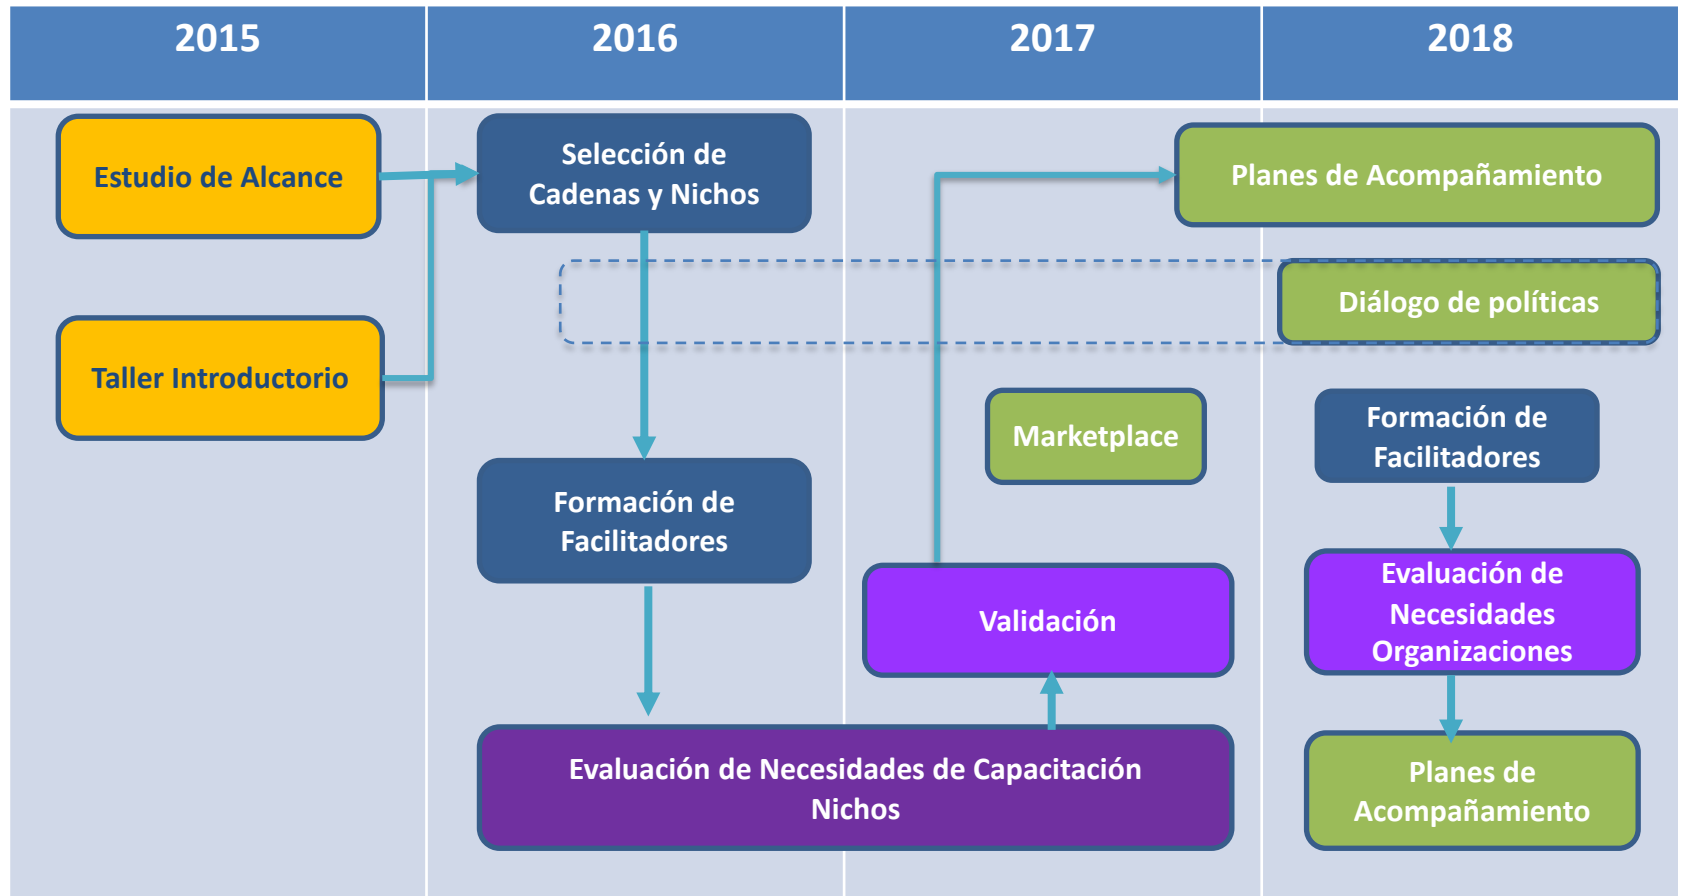 2015
2016
2017
2018
Estudio de Alcance
Taller Introductorio
Selección de
Cadenas y Nichos
Formación de
Facilitadores
Evaluación de Necesidades de Capacitación
Nichos
Validación
Marketplace
Planes de Acompañamiento
Diálogo de políticas
Formación de
Facilitadores
Evaluación de
Necesidades
Organizaciones
Planes de
Acompañamiento